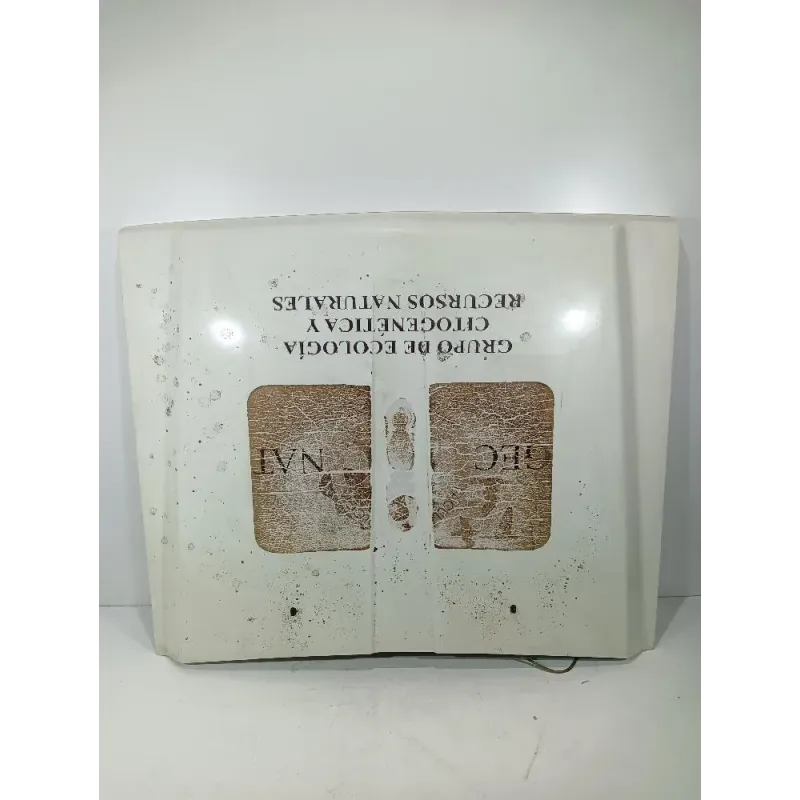 GRUPO DE ECOLOGÍA
CITOGENÉTICA Y
RECURSOS NATURALES
GEC
NAT